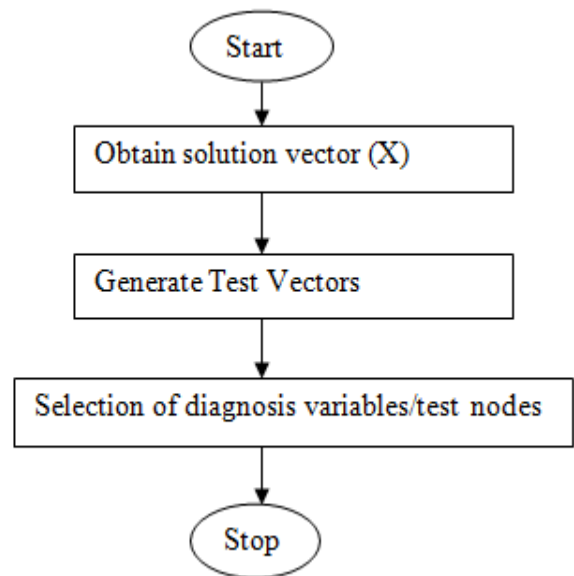 Start
Obtain solution vector (X)
Generate Test Vectors
Selection of diagnosis variables/test nodes
Stop